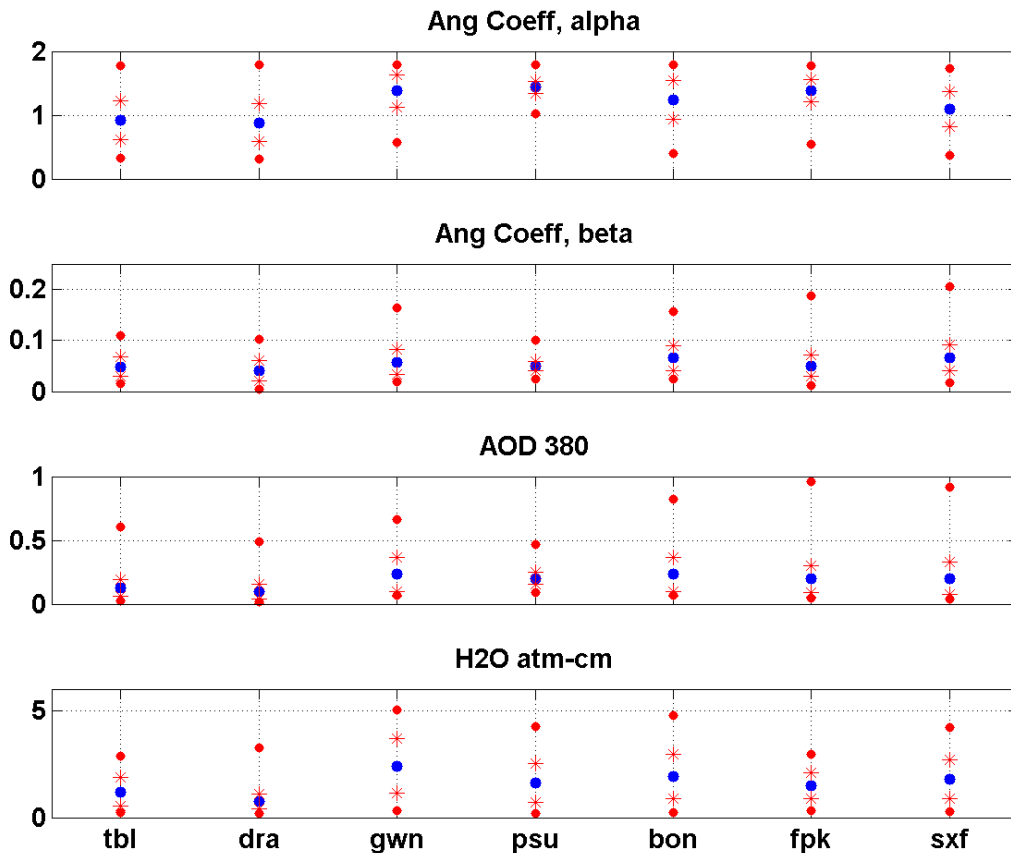 Ang Coeff, alpha
2
1
0
Ang Coeff, beta
0.2
0.1
0
AOD 380
1
0.5
0
H2O atm-cm
5
0
tbl dra gwn psu bon fpk sxf